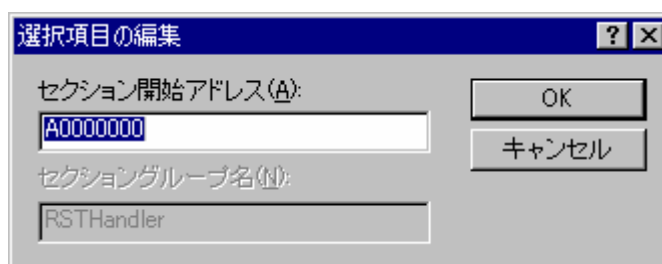 選択項目の編集
セクション開始アドレス(A):
A0000000
セクショングループ名(N):
RSTHandler
OK
キャンセル